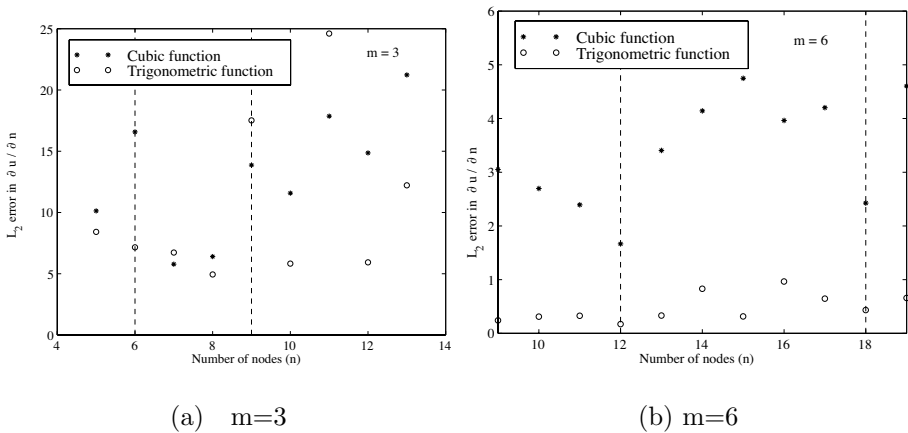 25
20
15
10
5
0
4
6
8
10
12
14
Cubic function
Trigonometric function
m = 3
L2 error in ∂ u / ∂ n
Number of nodes (n)
(a) m=3
6
5
4
3
2
1
0
10
12
14
16
18
Cubic function
Trigonometric function
m = 6
L2 error in ∂ u / ∂ n
Number of nodes (n)
(b) m=6